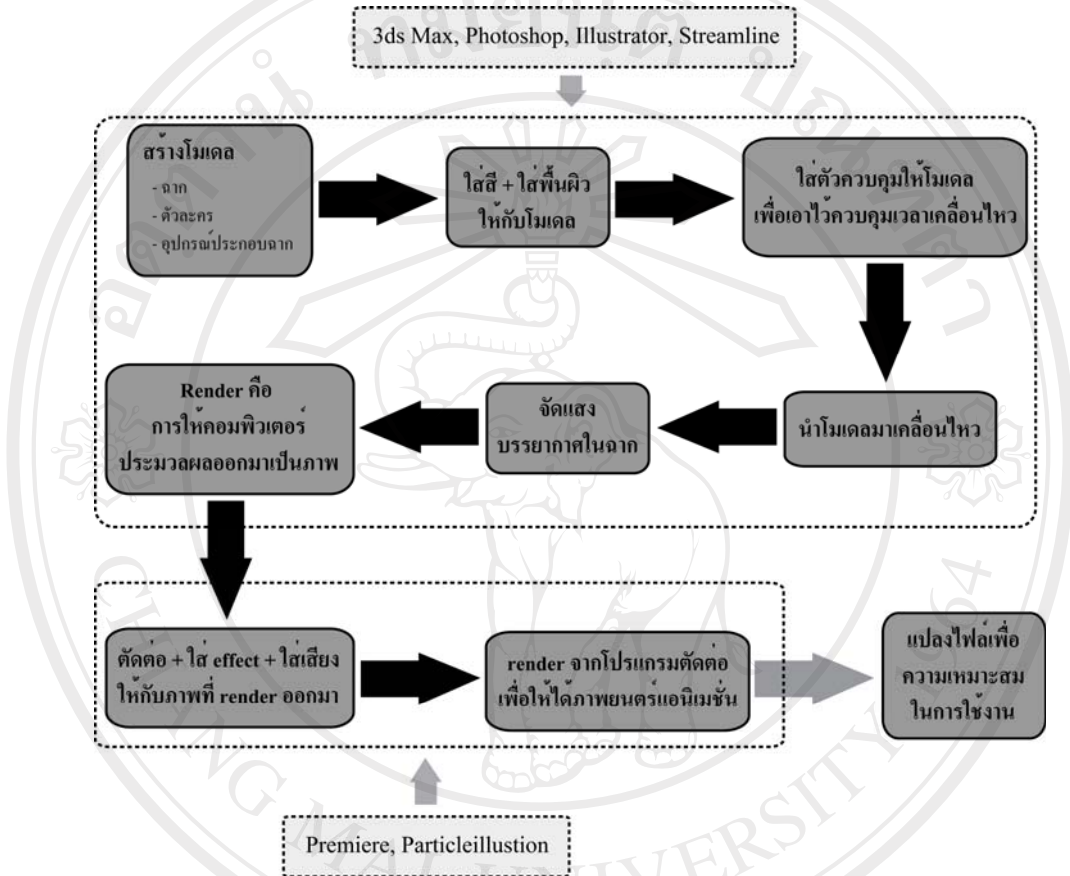 3ds Max, Photoshop, Illustrator, Streamline
สร้างโมเดล
- ฉาก
- ตัวละคร
- อุปกรณ์ประกอบฉาก
ใส่สี + ใส่พื้นผิว
ให้กับโมเดล
ใส่ตัวควบคุมให้โมเดล
เพื่อเอาไว้ควบคุมเวลาเคลื่อนไหว
นำโมเดลมาเคลื่อนไหว
จัดแสง
บรรยากาศในฉาก
Render คือ
การให้คอมพิวเตอร์
ประมวลผลออกมาเป็นภาพ
ตัดต่อ + ใส่ effect + ใส่เสียง
ให้กับภาพที่ render ออกมา
render จากโปรแกรมตัดต่อ
เพื่อให้ได้ภาพยนตร์แอนิเมชั่น
แปลงไฟล์เพื่อ
ความเหมาะสม
ในการใช้งาน
Premiere, Particleillustion
CHIANG MAI UNIVERSITY 1964